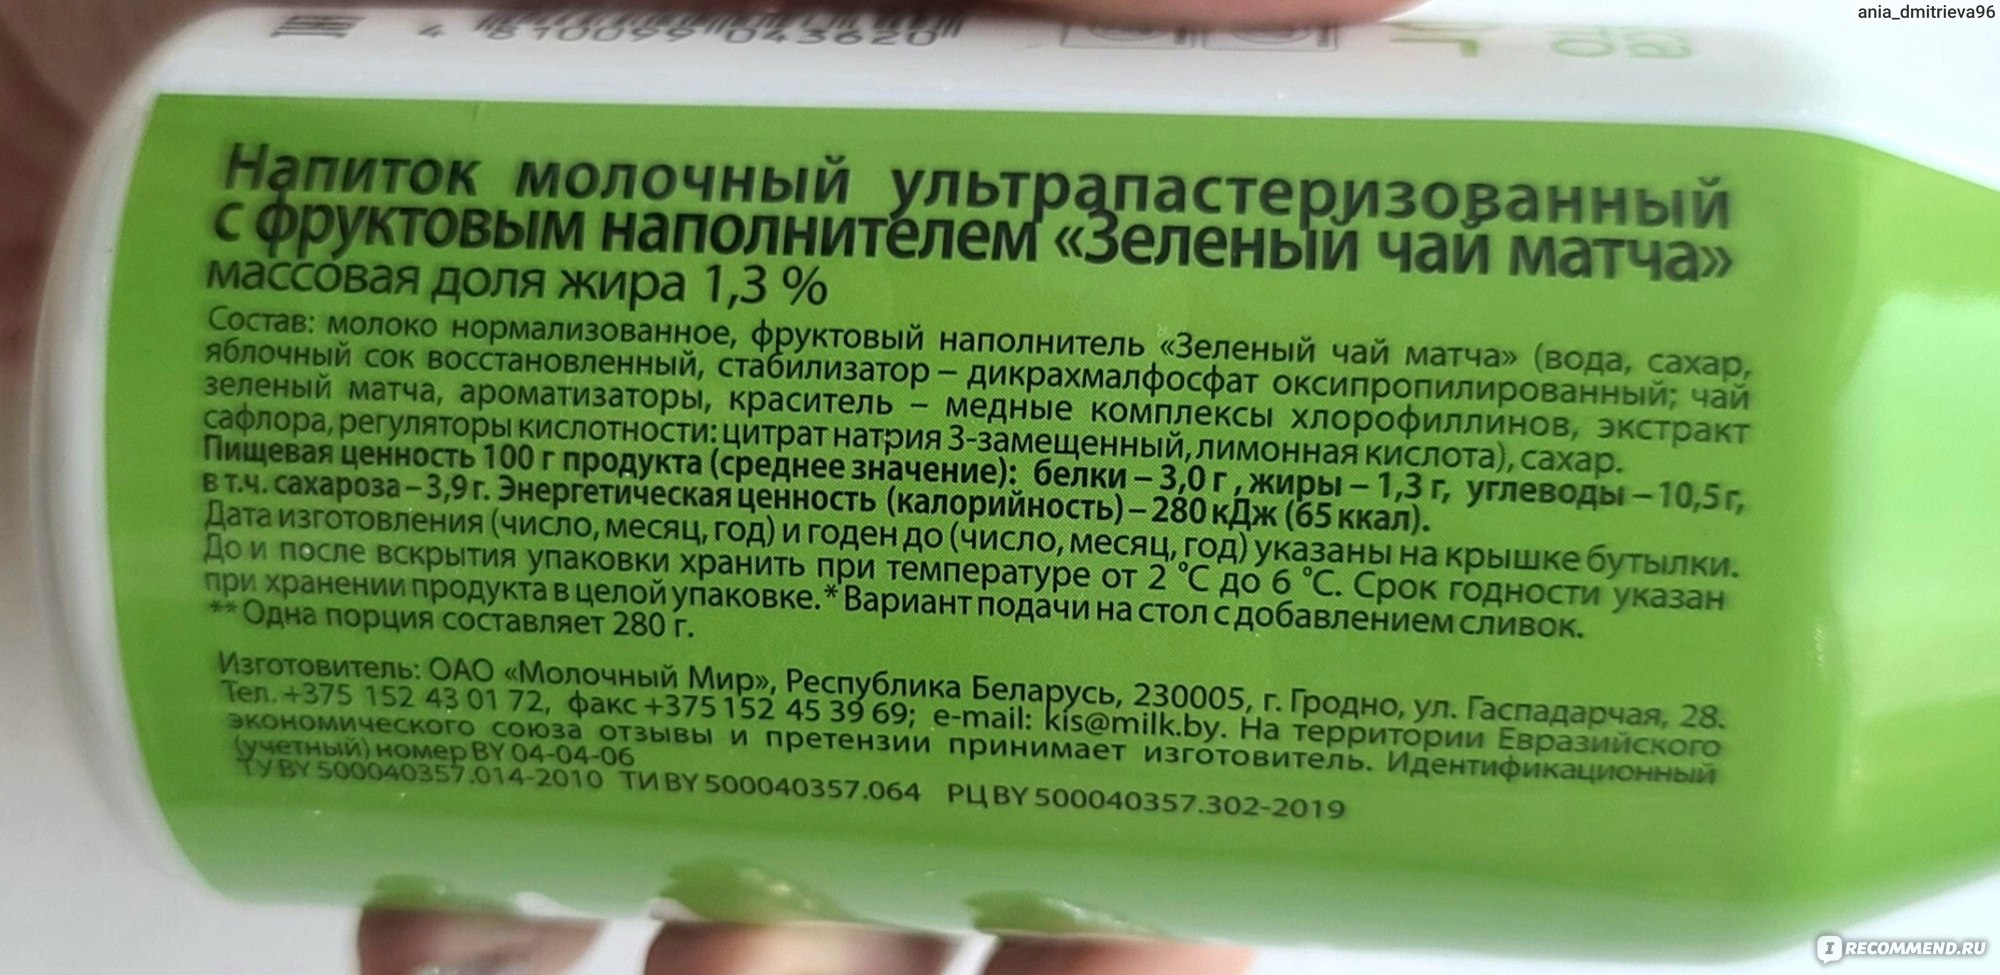 ania_dmitrieva96
4 810099 043620
Напиток молочный ультрапастеризованный
с фруктовым наполнителем «Зеленый чай матча»
массовая доля жира 1,3 %
Состав: молоко нормализованное, фруктовый наполнитель «Зеленый чай матча» (вода, сахар,
яблочный сок восстановленный, стабилизатор – дикрахмалфосфат оксипропилированный; чай
зеленый матча, ароматизаторы, краситель – медные комплексы хлорофиллинов, экстракт
сафлора, регуляторы кислотности: цитрат натрия 3-замещенный, лимонная кислота), сахар.
Пищевая ценность 100 г продукта (среднее значение): белки – 3,0 г , жиры – 1,3 г, углеводы – 10,5 г,
в т.ч. сахароза – 3,9 г. Энергетическая ценность (калорийность) – 280 кДж (65 ккал).
Дата изготовления (число, месяц, год) и годен до (число, месяц, год) указаны на крышке бутылки.
До и после вскрытия упаковки хранить при температуре от 2 °C до 6 °C. Срок годности указан
при хранении продукта в целой упаковке. * Вариант подачи на стол с добавлением сливок.
** Одна порция составляет 280 г.
Изготовитель: ОАО «Молочный Мир», Республика Беларусь, 230005, г. Гродно, ул. Гаспадарчая, 28.
Тел. +375 152 43 01 72, факс +375 152 45 39 69; e-mail: kis@milk.by. На территории Евразийского
экономического союза отзывы и претензии принимает изготовитель. Идентификационный
(учетный) номер BY 04-04-06
ТУ BY 500040357.014-2010 ТИ BY 500040357.064 РЦ BY 500040357.302-2019
IRECOMMEND.RU